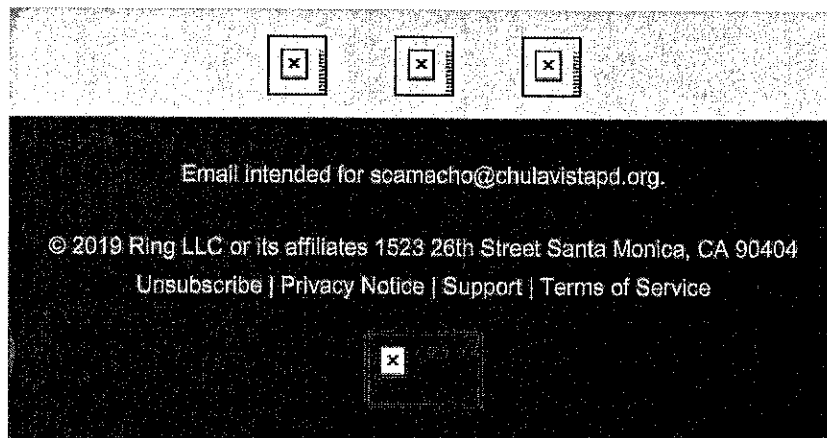 Email intended for scamacho@chulavistapd.org.
© 2019 Ring LLC or its affiliates 1523 26th Street Santa Monica, CA 90404
Unsubscribe | Privacy Notice | Support | Terms of Service